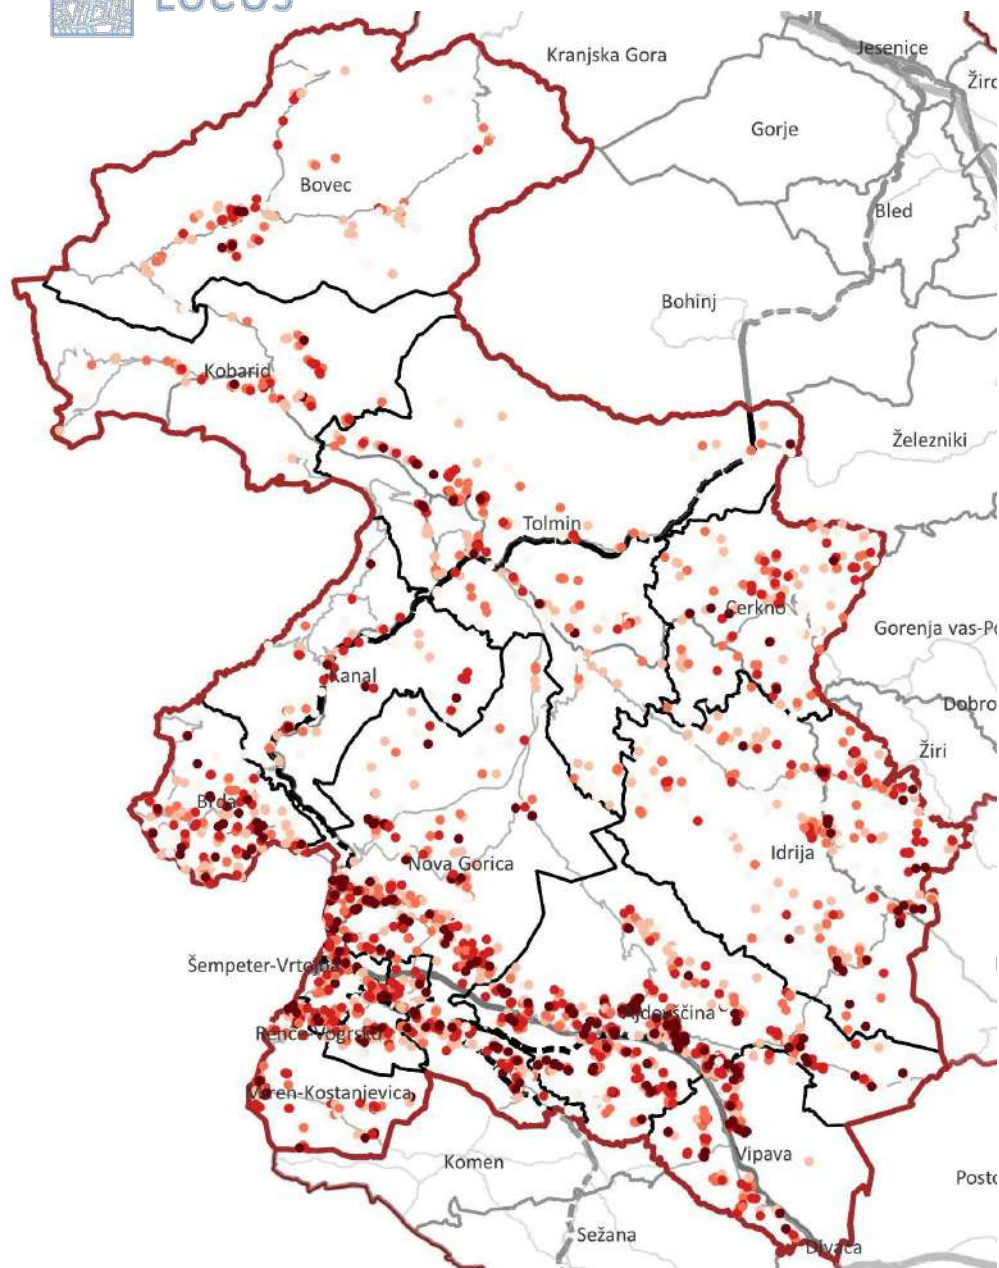 LOCUS
Kranjska Gora
Jesenice
Žirc
Gorje
Bovec
Bled
Bohinj
Kobarid
Železniki
Tolmin
Cerkno
Gorenja vas-Po
Kanal
Dobro
Žiri
Brda
Idrija
Nova Gorica
Šempeter-Vrtojba
Ajdovščina
Renče-Vogrsko
Miren-Kostanjevica
Vipava
Komen
Posto
Sežana
Divača